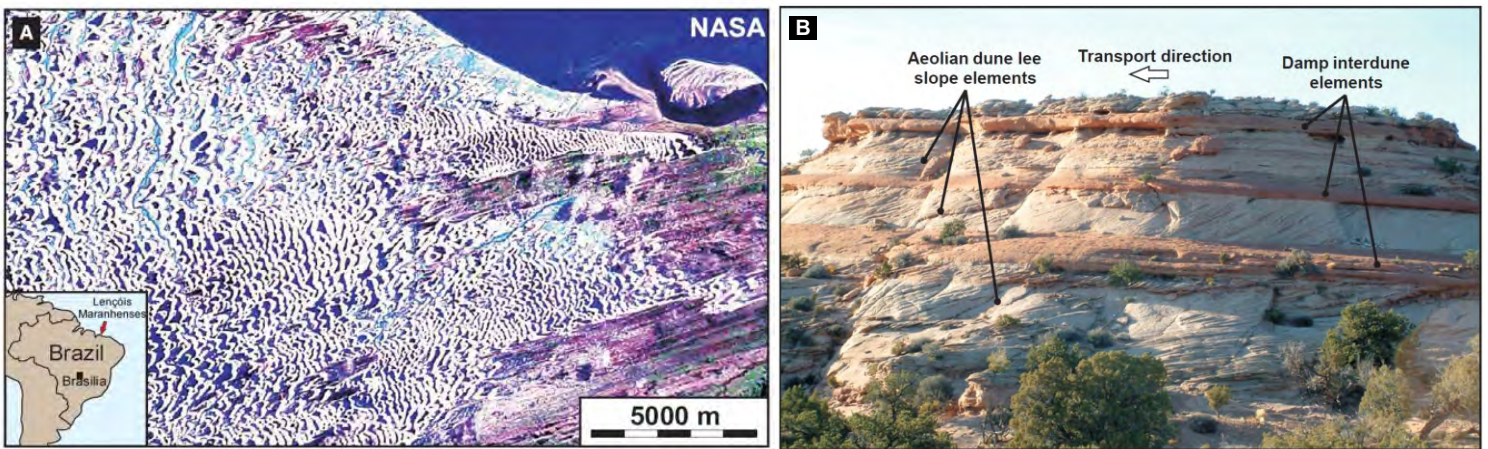 A
NASA
Lençóis
Maranhenses
Brazil
Brasília
5000 m
B
Aeolian dune lee
slope elements
Transport direction
Damp interdune
elements